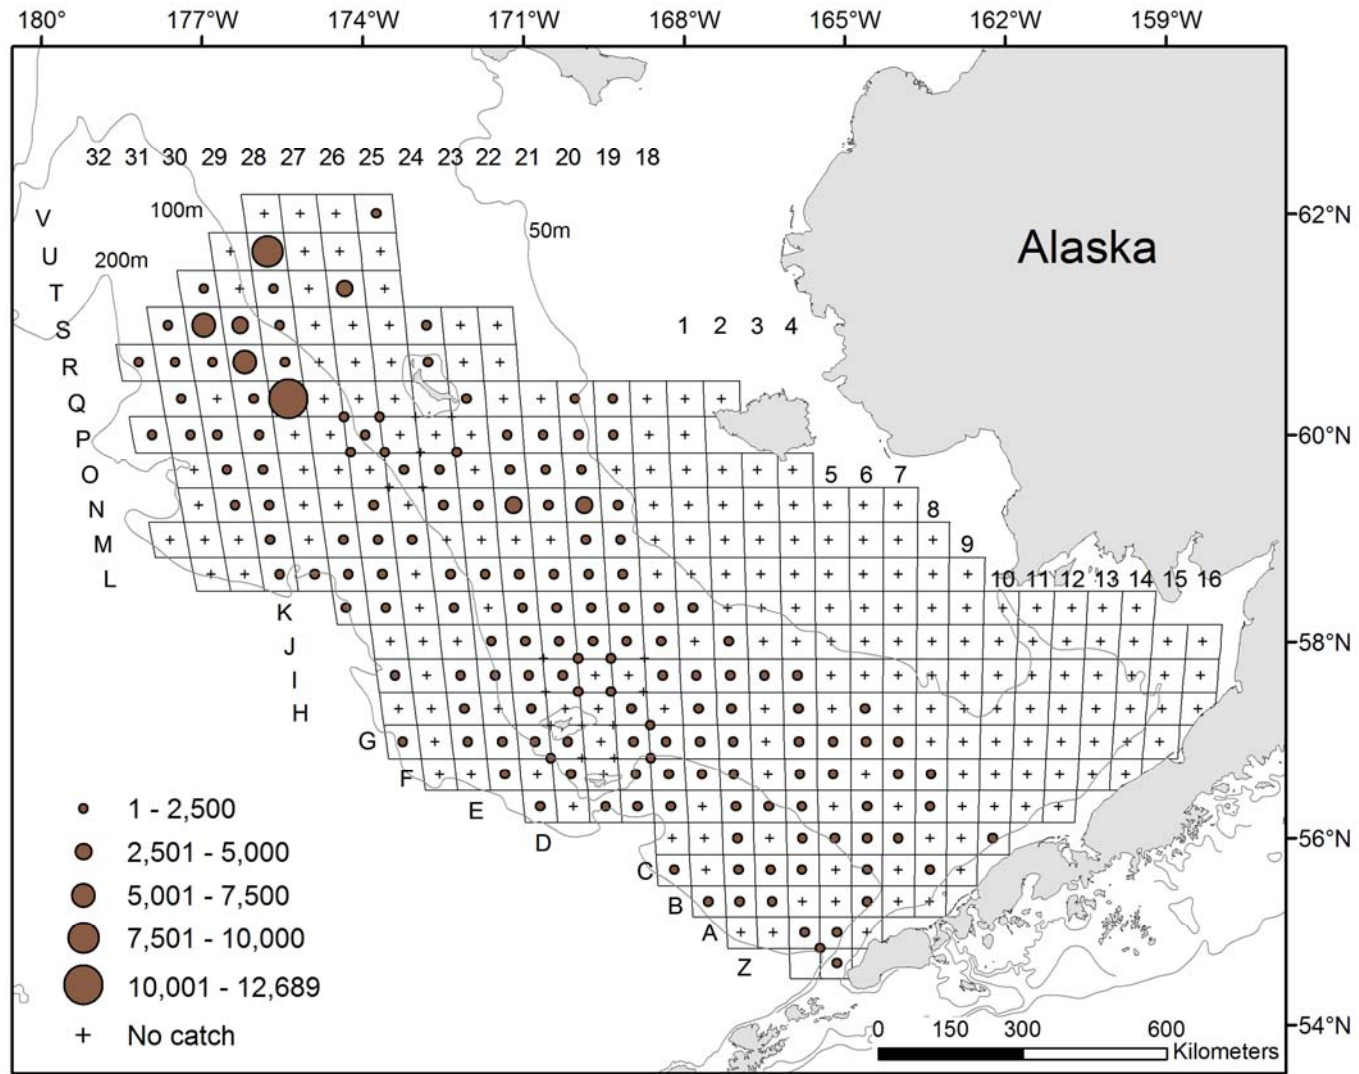 180° 177°W 174°W 171°W 168°W 165°W 162°W 159°W
32 31 30 29 28 27 26 25 24 23 22 21 20 19 18
V
100m
62°N
50m
Alaska
U
200m
T
S
1 2 3 4
R
Q
P
60°N
O
5 6 7
N
8
M
9
L
10 11 12 13 14 15 16
K
J
58°N
I
H
G
F
E
1 - 2,500
D
56°N
2,501 - 5,000
C
5,001 - 7,500
B
A
7,501 - 10,000
Z
10,001 - 12,689
No catch
54°N
0 150 300 600
Kilometers